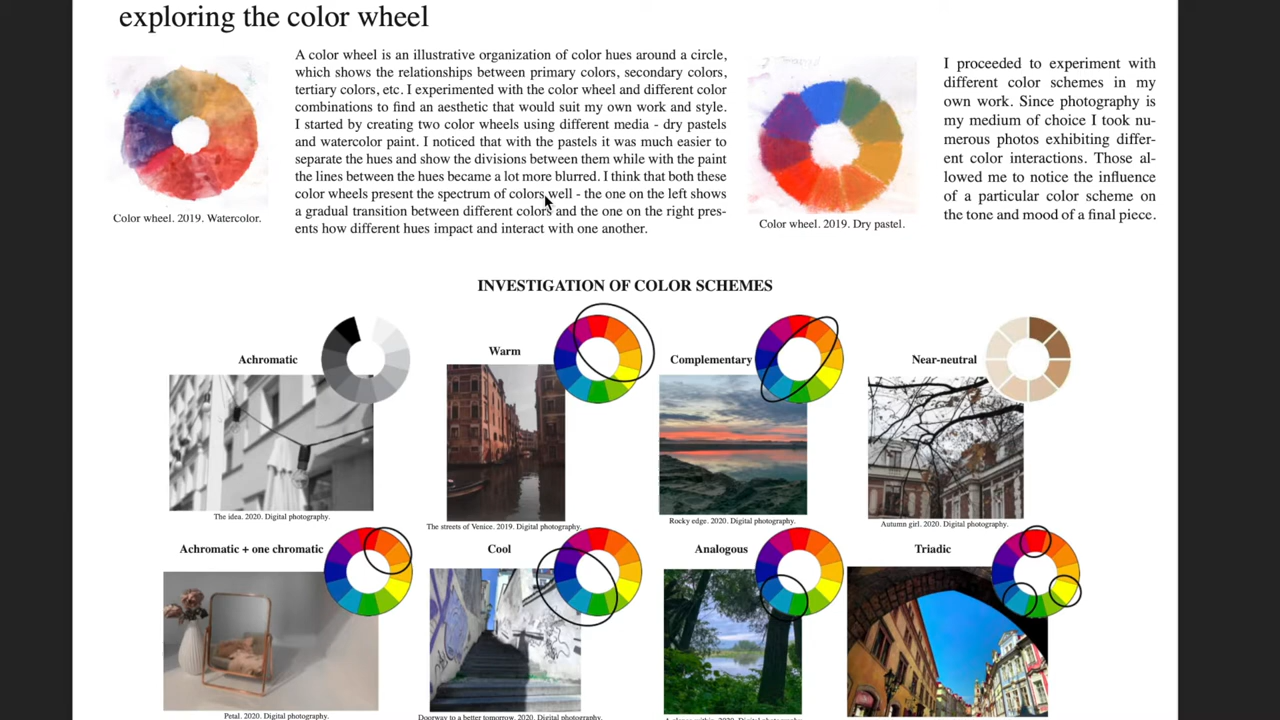 exploring the color wheel
A color wheel is an illustrative organization of color hues around a circle,
which shows the relationships between primary colors, secondary colors,
tertiary colors, etc. I experimented with the color wheel and different color
combinations to find an aesthetic that would suit my own work and style.
I started by creating two color wheels using different media - dry pastels
and watercolor paint. I noticed that with the pastels it was much easier to
separate the hues and show the divisions between them while with the paint
the lines between the hues became a lot more blurred. I think that both these
color wheels present the spectrum of colors well - the one on the left shows
a gradual transition between different colors and the one on the right pres-
ents how different hues impact and interact with one another.
Color wheel. 2019. Watercolor.
Color wheel. 2019. Dry pastel.
I proceeded to experiment with
different color schemes in my
own work. Since photography is
my medium of choice I took nu-
merous photos exhibiting differ-
ent color interactions. Those al-
lowed me to notice the influence
of a particular color scheme on
the tone and mood of a final piece.
INVESTIGATION OF COLOR SCHEMES
Achromatic
Warm
Complementary
Near-neutral
The idea. 2020. Digital photography.
The streets of Venice. 2019. Digital photography.
Rocky edge. 2020. Digital photography.
Autumn girl. 2020. Digital photography.
Achromatic + one chromatic
Cool
Analogous
Triadic
Petal. 2020. Digital photography.
Doorway to a better tomorrow. 2020. Digital photography.
2020. Digital photography.